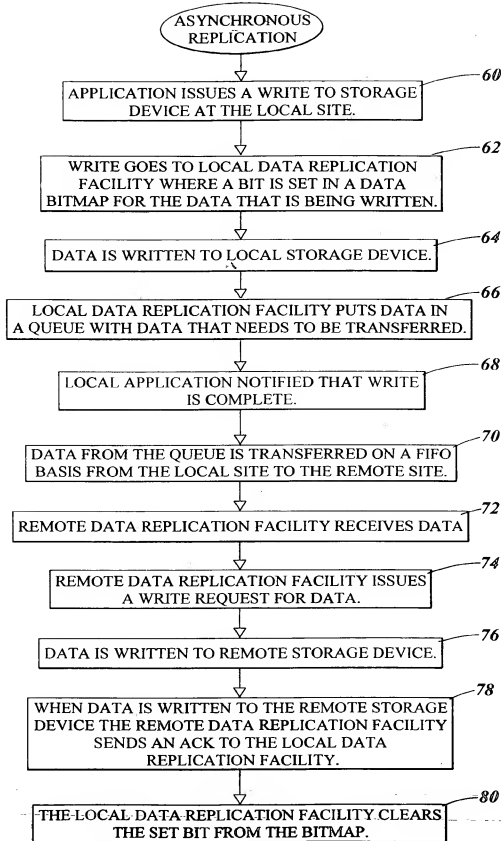 ASYNCHRONOUS
REPLICATION
60
APPLICATION ISSUES A WRITE TO STORAGE
DEVICE AT THE LOCAL SITE.
62
WRITE GOES TO LOCAL DATA REPLICATION
FACILITY WHERE A BIT IS SET IN A DATA
BITMAP FOR THE DATA THAT IS BEING WRITTEN.
64
DATA IS WRITTEN TO LOCAL STORAGE DEVICE.
66
LOCAL DATA REPLICATION FACILITY PUTS DATA IN
A QUEUE WITH DATA THAT NEEDS TO BE TRANSFERRED.
68
LOCAL APPLICATION NOTIFIED THAT WRITE
IS COMPLETE.
70
DATA FROM THE QUEUE IS TRANSFERRED ON A FIFO
BASIS FROM THE LOCAL SITE TO THE REMOTE SITE.
72
REMOTE DATA REPLICATION FACILITY RECEIVES DATA
74
REMOTE DATA REPLICATION FACILITY ISSUES
A WRITE REQUEST FOR DATA.
76
DATA IS WRITTEN TO REMOTE STORAGE DEVICE.
78
WHEN DATA IS WRITTEN TO THE REMOTE STORAGE
DEVICE THE REMOTE DATA REPLICATION FACILITY
SENDS AN ACK TO THE LOCAL DATA
REPLICATION FACILITY.
80
THE LOCAL DATA REPLICATION FACILITY CLEARS
THE SET BIT FROM THE BITMAP.